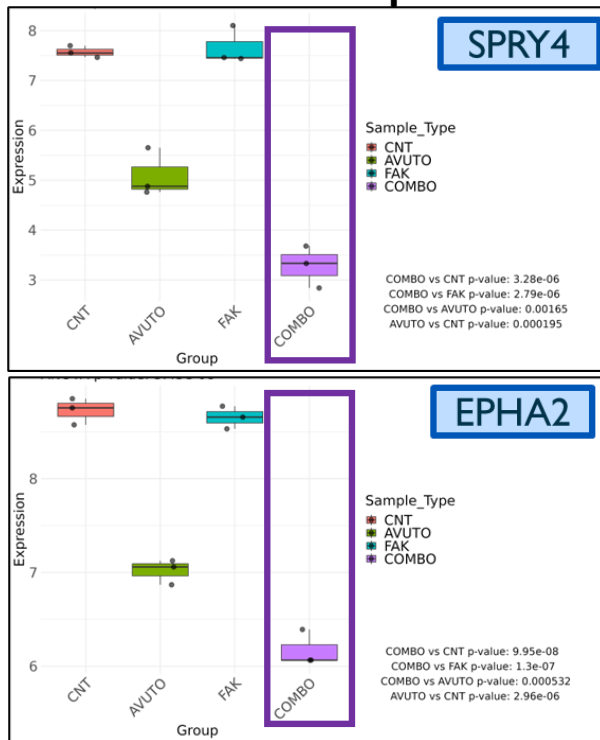 SPRY4
8
7
6
5
4
3
Expression
CNT
AVUTO
FAK
COMBO
Group
Sample_Type
CNT
AVUTO
FAK
COMBO
COMBO vs CNT p-value: 3.28e-06
COMBO vs FAK p-value: 2.79e-06
COMBO vs AVUTO p-value: 0.00165
AVUTO vs CNT p-value: 0.000195
EPHA2
8
7
6
Expression
CNT
AVUTO
FAK
COMBO
Group
Sample_Type
CNT
AVUTO
FAK
COMBO
COMBO vs CNT p-value: 9.95e-08
COMBO vs FAK p-value: 1.3e-07
COMBO vs AVUTO p-value: 0.000532
AVUTO vs CNT p-value: 2.96e-06